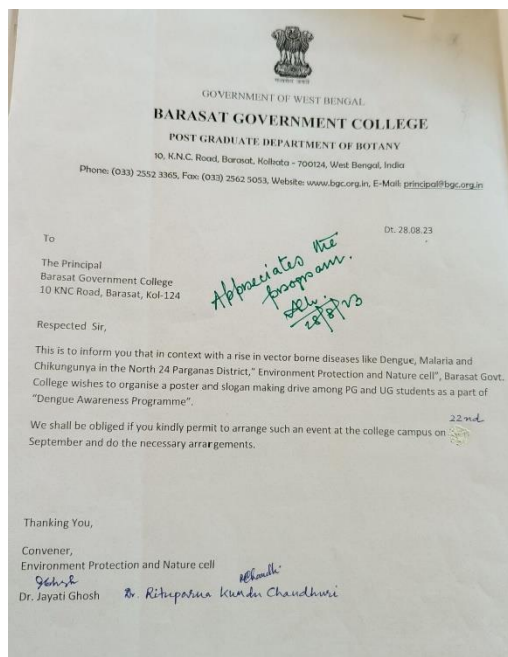 GOVERNMENT OF WEST BENGAL
BARASAT GOVERNMENT COLLEGE
POST GRADUATE DEPARTMENT OF BOTANY
10, K.N.C. Road, Barasat, Kolkata - 700124, West Bengal, India
Phone: (033) 2552 3365, Fax: (033) 2562 5053, Website: www.bgc.org.in, E-Mail: principal@bgc.org.in
Dt. 28.08.23
To
The Principal
Barasat Government College
10 KNC Road, Barasat, Kol-124
Appreciates the
program.
28/8/23
Respected Sir,
This is to inform you that in context with a rise in vector borne diseases like Dengue, Malaria and
Chikungunya in the North 24 Parganas District," Environment Protection and Nature cell", Barasat Govt.
College wishes to organise a poster and slogan making drive among PG and UG students as a part of
"Dengue Awareness Programme".
22nd
We shall be obliged if you kindly permit to arrange such an event at the college campus on
September and do the necessary arrargements.
Thanking You,
Convener,
Environment Protection and Nature cell
Dr. Jayati Ghosh Dr. Rituparna Kundu Chaudhuri